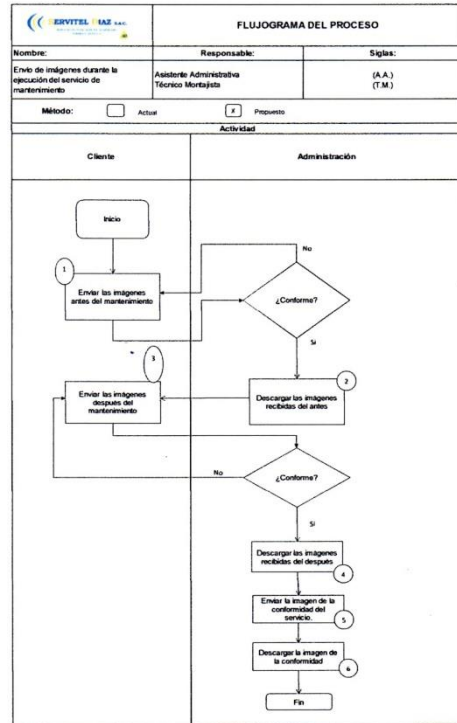 SERVITEL DIAZ S.A.C.
FLUJOGRAMA DEL PROCESO
Nombre:
Responsable:
Siglas:
Envio de imágenes durante la
ejecución del servicio de
mantenimiento
Asistente Administrativa
Técnico Montajista
(A.A.)
(T.M.)
Método:
Actual
x
Propuesto
Actividad
Cliente
Administración
Inicio
No
1
Enviar las imágenes
antes del mantenimiento
¿Conforme?
Si
3
2
Enviar las imágenes
después del
mantenimiento
Descargar las imágenes
recibidas del antes
No
¿Conforme?
Si
Descargar las imágenes
recibidas del después
4
Enviar la imagen de la
conformidad del
servicio.
5
Descargar la imagen de
la conformidad
6
Fin